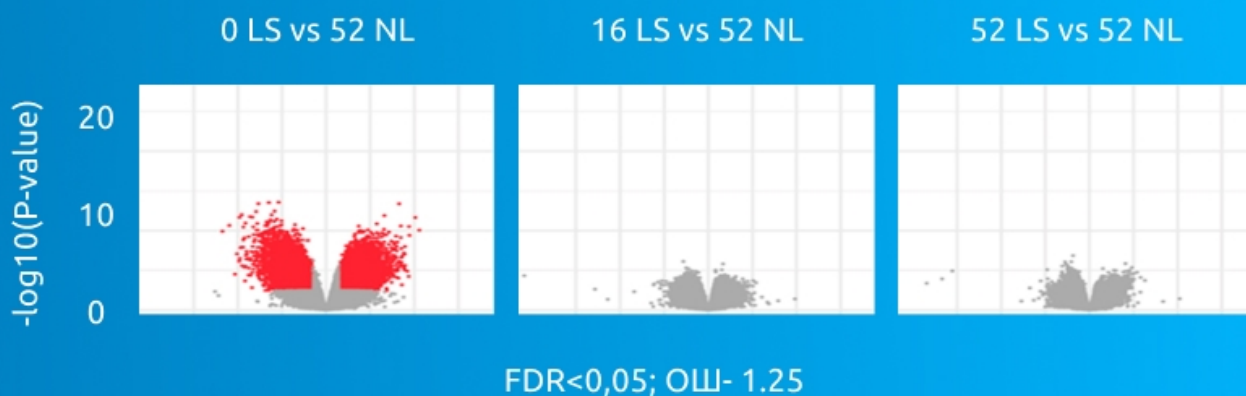 0 LS vs 52 NL
16 LS vs 52 NL
52 LS vs 52 NL
-log10(P-value)
20
10
0
FDR<0,05; ОШ- 1.25